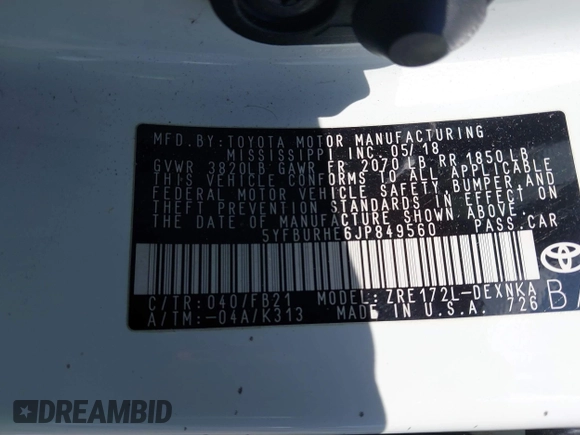 MFD. BY: TOYOTA MOTOR MANUFACTURING
MISSISSIPPI INC. 05/18
GVWR 3820LB GAWR FR 2070 LB RR 1850 LB
THIS VEHICLE CONFORMS TO ALL APPLICABLE
FEDERAL MOTOR VEHICLE SAFETY, BUMPER, AND
THEFT PREVENTION STANDARDS IN EFFECT ON
THE DATE OF MANUFACTURE SHOWN ABOVE.
5YFBURHE6JP849560 PASS.CAR
C/TR: 040/FB21 MODEL: ZRE172L-DEXNKA
A/TM: -04A/K313 MADE IN U.S.A. 726
TOYOTA
DREAMBID